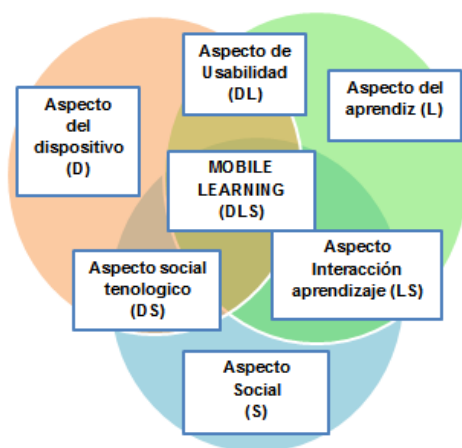 Aspecto de
Usabilidad
(DL)
Aspecto
del
dispositivo
(D)
Aspecto del
aprendiz (L)
MOBILE
LEARNING
(DLS)
Aspecto social
tenologico
(DS)
Aspecto
Interacción
aprendizaje (LS)
Aspecto
Social
(S)